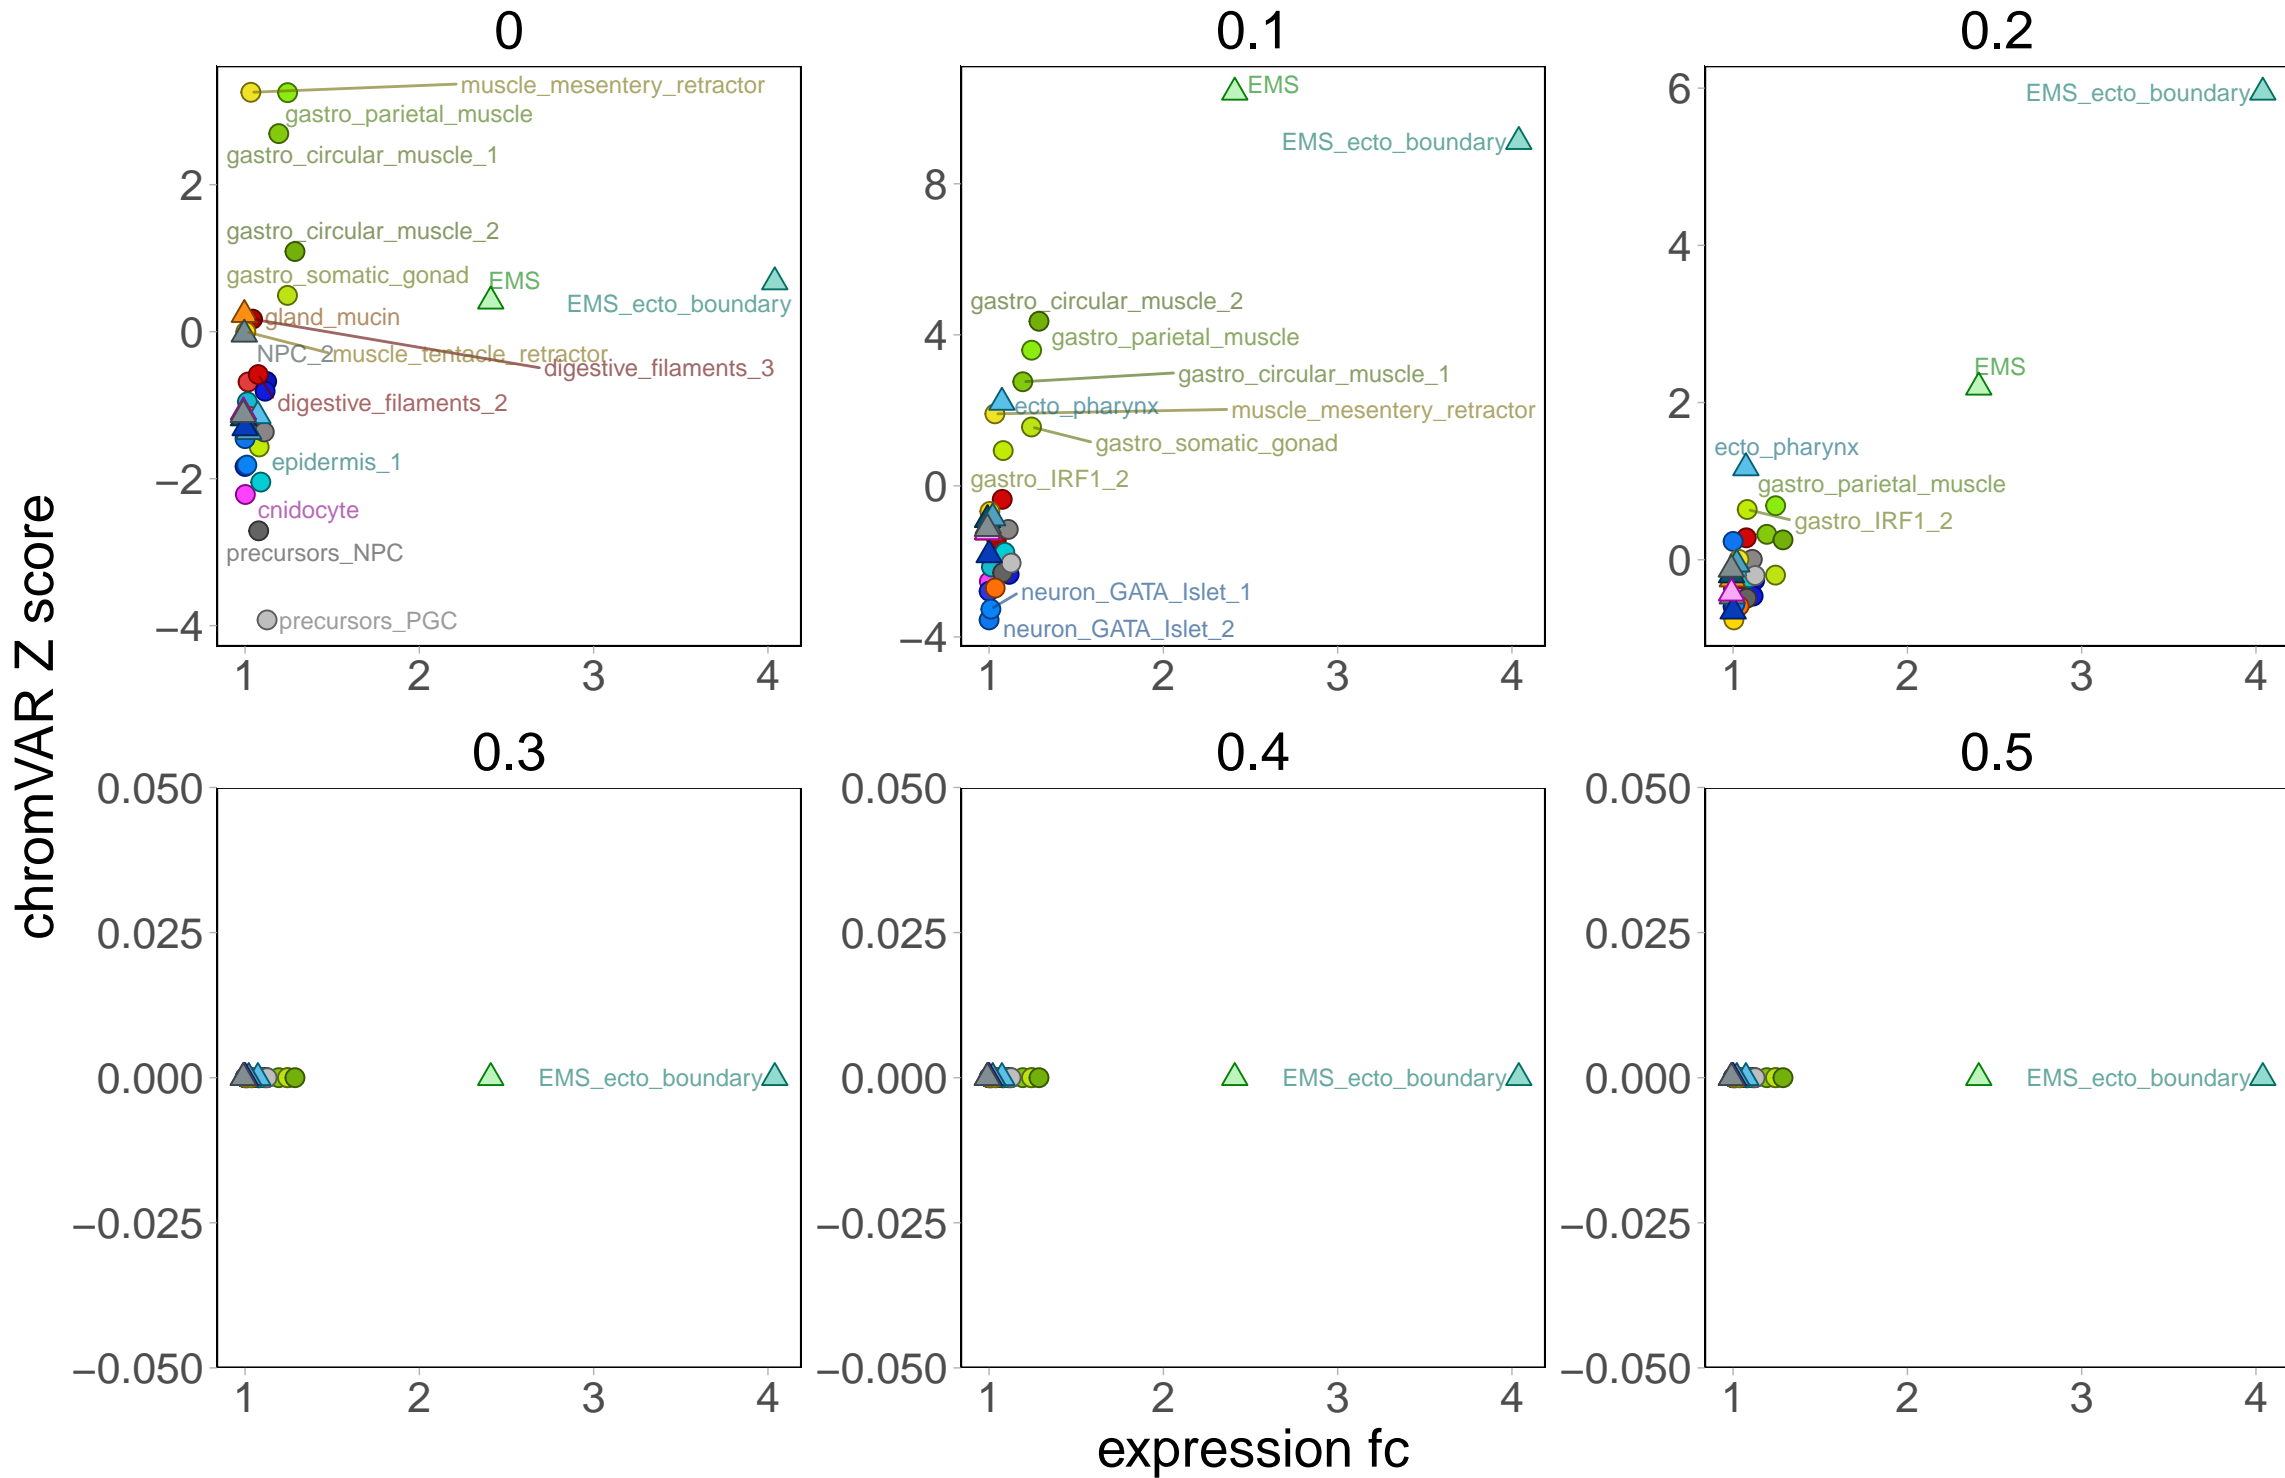 0
0.1
0.2
muscle_mesentery_retractor
gastro_parietal_muscle
gastro_circular_muscle_1
gastro_circular_muscle_2
gastro_somatic_gonad
EMS
EMS_ecto_boundary
gland_mucin
NPC_2
muscle_tentacle_retractor
digestive_filaments_3
digestive_filaments_2
epidermis_1
cnidocyte
precursors_NPC
precursors_PGC
2
0
−2
−4
1 2 3 4
EMS
EMS_ecto_boundary
gastro_circular_muscle_2
gastro_parietal_muscle
gastro_circular_muscle_1
ecto_pharynx
muscle_mesentery_retractor
gastro_somatic_gonad
gastro_IRF1_2
neuron_GATA_Islet_1
neuron_GATA_Islet_2
8
4
0
−4
1 2 3 4
EMS_ecto_boundary
EMS
ecto_pharynx
gastro_parietal_muscle
gastro_IRF1_2
6
4
2
0
1 2 3 4
chromVAR Z score
0.3
0.4
0.5
0.050
0.025
0.000
−0.025
−0.050
EMS_ecto_boundary
1 2 3 4
0.050
0.025
0.000
−0.025
−0.050
EMS_ecto_boundary
1 2 3 4
0.050
0.025
0.000
−0.025
−0.050
EMS_ecto_boundary
1 2 3 4
expression fc